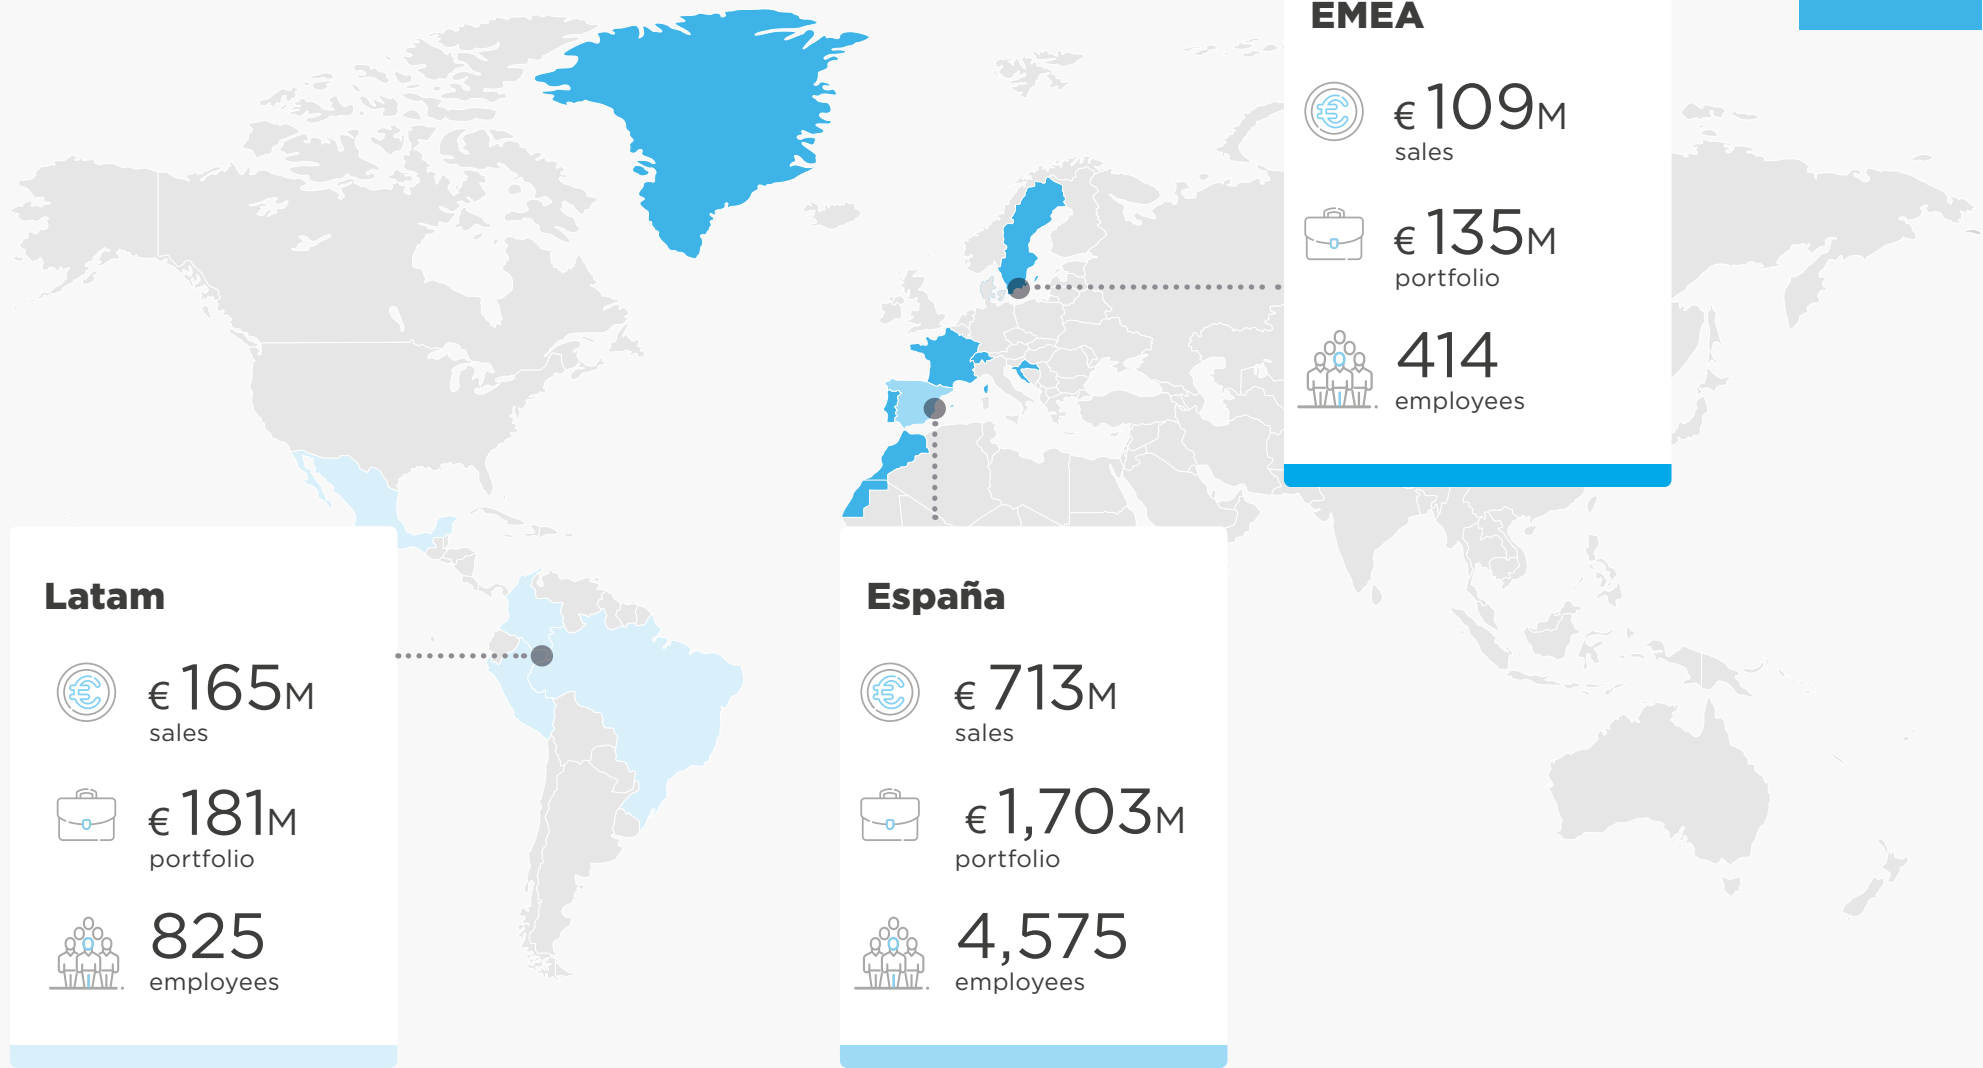 EMEA
€ 109M
sales
€ 135M
portfolio
414
employees
Latam
€ 165M
sales
€ 181M
portfolio
825
employees
España
€ 713M
sales
€ 1,703M
portfolio
4,575
employees